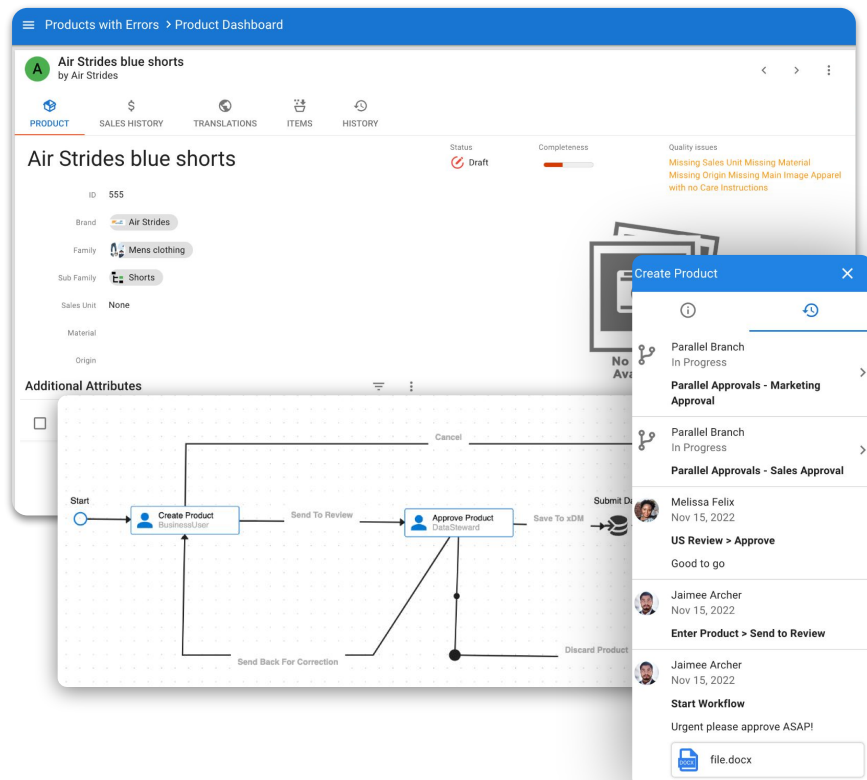 Products with Errors > Product Dashboard
A
Air Strides blue shorts
by Air Strides
PRODUCT
SALES HISTORY
TRANSLATIONS
ITEMS
HISTORY
Air Strides blue shorts
Status
Draft
Completeness
Quality issues
Missing Sales Unit Missing Material
Missing Origin Missing Main Image Apparel
with no Care Instructions
ID 555
Brand Air Strides
Family Mens clothing
Sub Family Shorts
Sales Unit None
Material
Origin
No
Ava
Additional Attributes
Cancel
Start
Create Product
BusinessUser
Send To Review
Approve Product
DataSteward
Save To xDM
Submit Da
Send Back For Correction
Discard Product
Create Product
Parallel Branch
In Progress
Parallel Approvals - Marketing
Approval
Parallel Branch
In Progress
Parallel Approvals - Sales Approval
Melissa Felix
Nov 15, 2022
US Review > Approve
Good to go
Jaimee Archer
Nov 15, 2022
Enter Product > Send to Review
Jaimee Archer
Nov 15, 2022
Start Workflow
Urgent please approve ASAP!
DOCX
file.docx